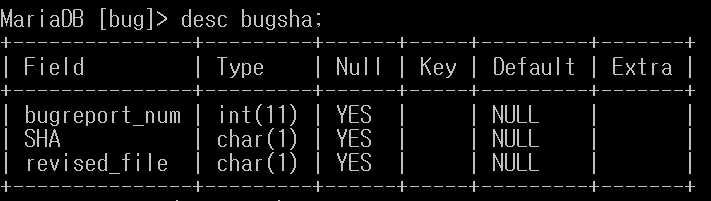 MariaDB [bug]> desc bugsha;
+---------------+---------+------+-----+---------+-------+
| Field         | Type    | Null | Key | Default | Extra |
+---------------+---------+------+-----+---------+-------+
| bugreport_num | int(11) | YES  |     | NULL    |       |
| SHA           | char(1) | YES  |     | NULL    |       |
| revised_file  | char(1) | YES  |     | NULL    |       |
+---------------+---------+------+-----+---------+-------+